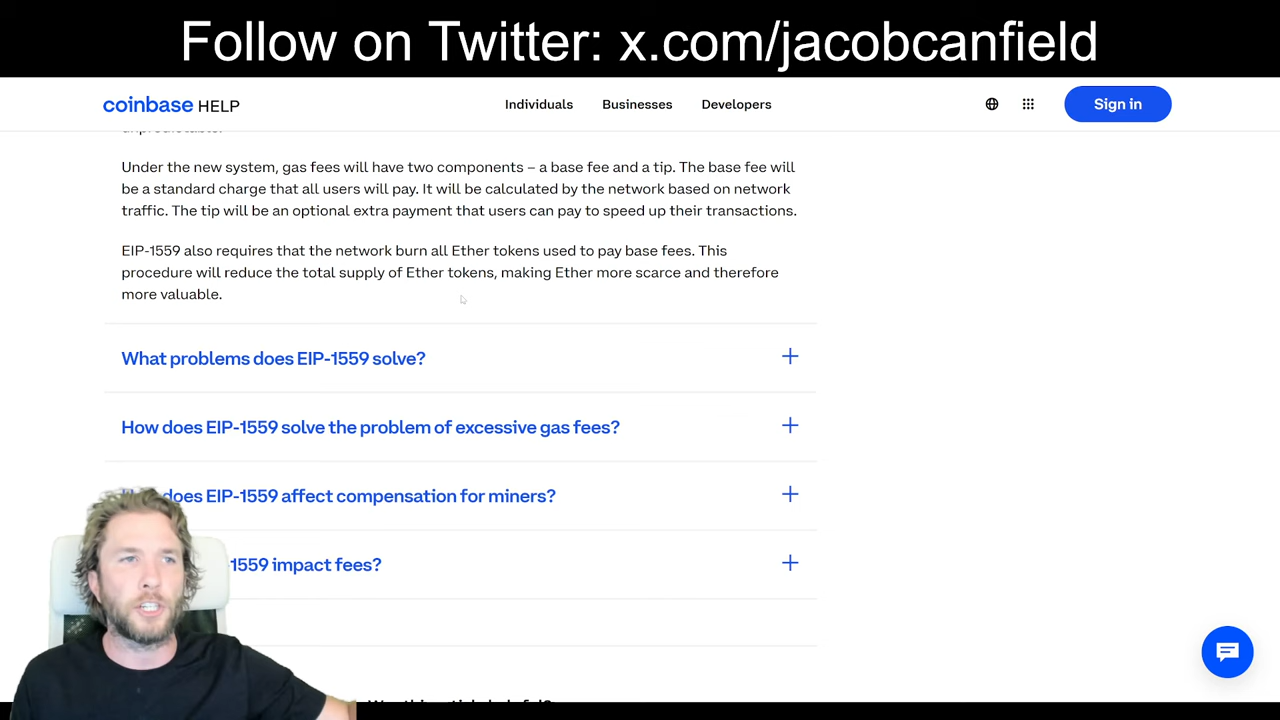 Follow on Twitter: x.com/jacobcanfield
coinbase HELP
Individuals
Businesses
Developers
Sign in
Under the new system, gas fees will have two components – a base fee and a tip. The base fee will
be a standard charge that all users will pay. It will be calculated by the network based on network
traffic. The tip will be an optional extra payment that users can pay to speed up their transactions.
EIP-1559 also requires that the network burn all Ether tokens used to pay base fees. This
procedure will reduce the total supply of Ether tokens, making Ether more scarce and therefore
more valuable.
What problems does EIP-1559 solve?
How does EIP-1559 solve the problem of excessive gas fees?
does EIP-1559 affect compensation for miners?
-1559 impact fees?